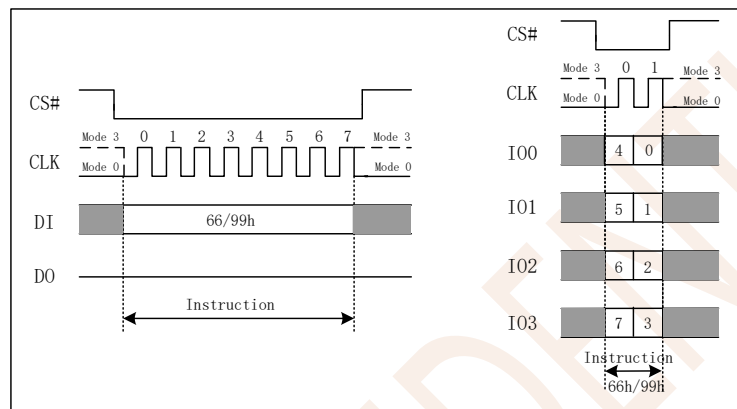 CS#
Mode 3 0 1 2 3 4 5 6 7 Mode 3
CLK
Mode 0 Mode 0
DI 66/99h
DO
Instruction
CS#
Mode 3 0 1 Mode 3
CLK
Mode 0 Mode 0
IO0 4 0
IO1 5 1
IO2 6 2
IO3 7 3
Instruction
66h/99h